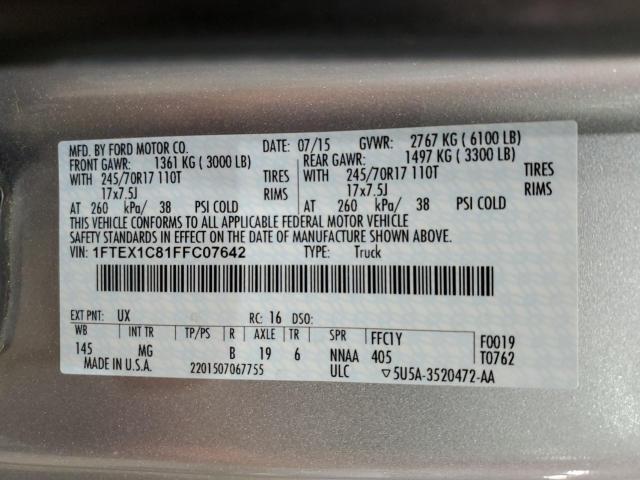 MFD. BY FORD MOTOR CO. DATE: 07/15 GVWR: 2767 KG ( 6100 LB)
FRONT GAWR: 1361 KG ( 3000 LB) REAR GAWR: 1497 KG ( 3300 LB)
WITH 245/70R17 110T TIRES WITH 245/70R17 110T TIRES
17x7.5J RIMS 17x7.5J RIMS
AT 260 kPa/ 38 PSI COLD AT 260 kPa/ 38 PSI COLD
THIS VEHICLE CONFORMS TO ALL APPLICABLE FEDERAL MOTOR VEHICLE
SAFETY STANDARDS IN EFFECT ON THE DATE OF MANUFACTURE SHOWN ABOVE.
VIN: 1FTEX1C81FFC07642 TYPE: Truck
EXT PNT: UX RC: 16 DSO:
WB INT TR TP/PS R AXLE TR SPR FFC1Y F0019
145 MG B 19 6 NNAA 405 T0762
MADE IN U.S.A. 2201507067755 ULC ▽5U5A-3520472-AA